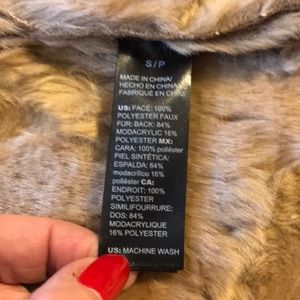 S/P
MADE IN CHINA/
HECHO EN CHINA/
FABRIQUÉ EN CHINE
US: FACE: 100%
POLYESTER FAUX
FUR: BACK: 84%
MODACRYLIC 16%
POLYESTER MX:
CARA: 100% poliéster
PIEL SINTÉTICA:
ESPALDA: 84%
modacrílico 16%
poliéster CA:
ENDROIT: 100%
POLYESTER
SIMILIFOURRURE:
DOS: 84%
MODACRYLIQUE
16% POLYESTER
US: MACHINE WASH